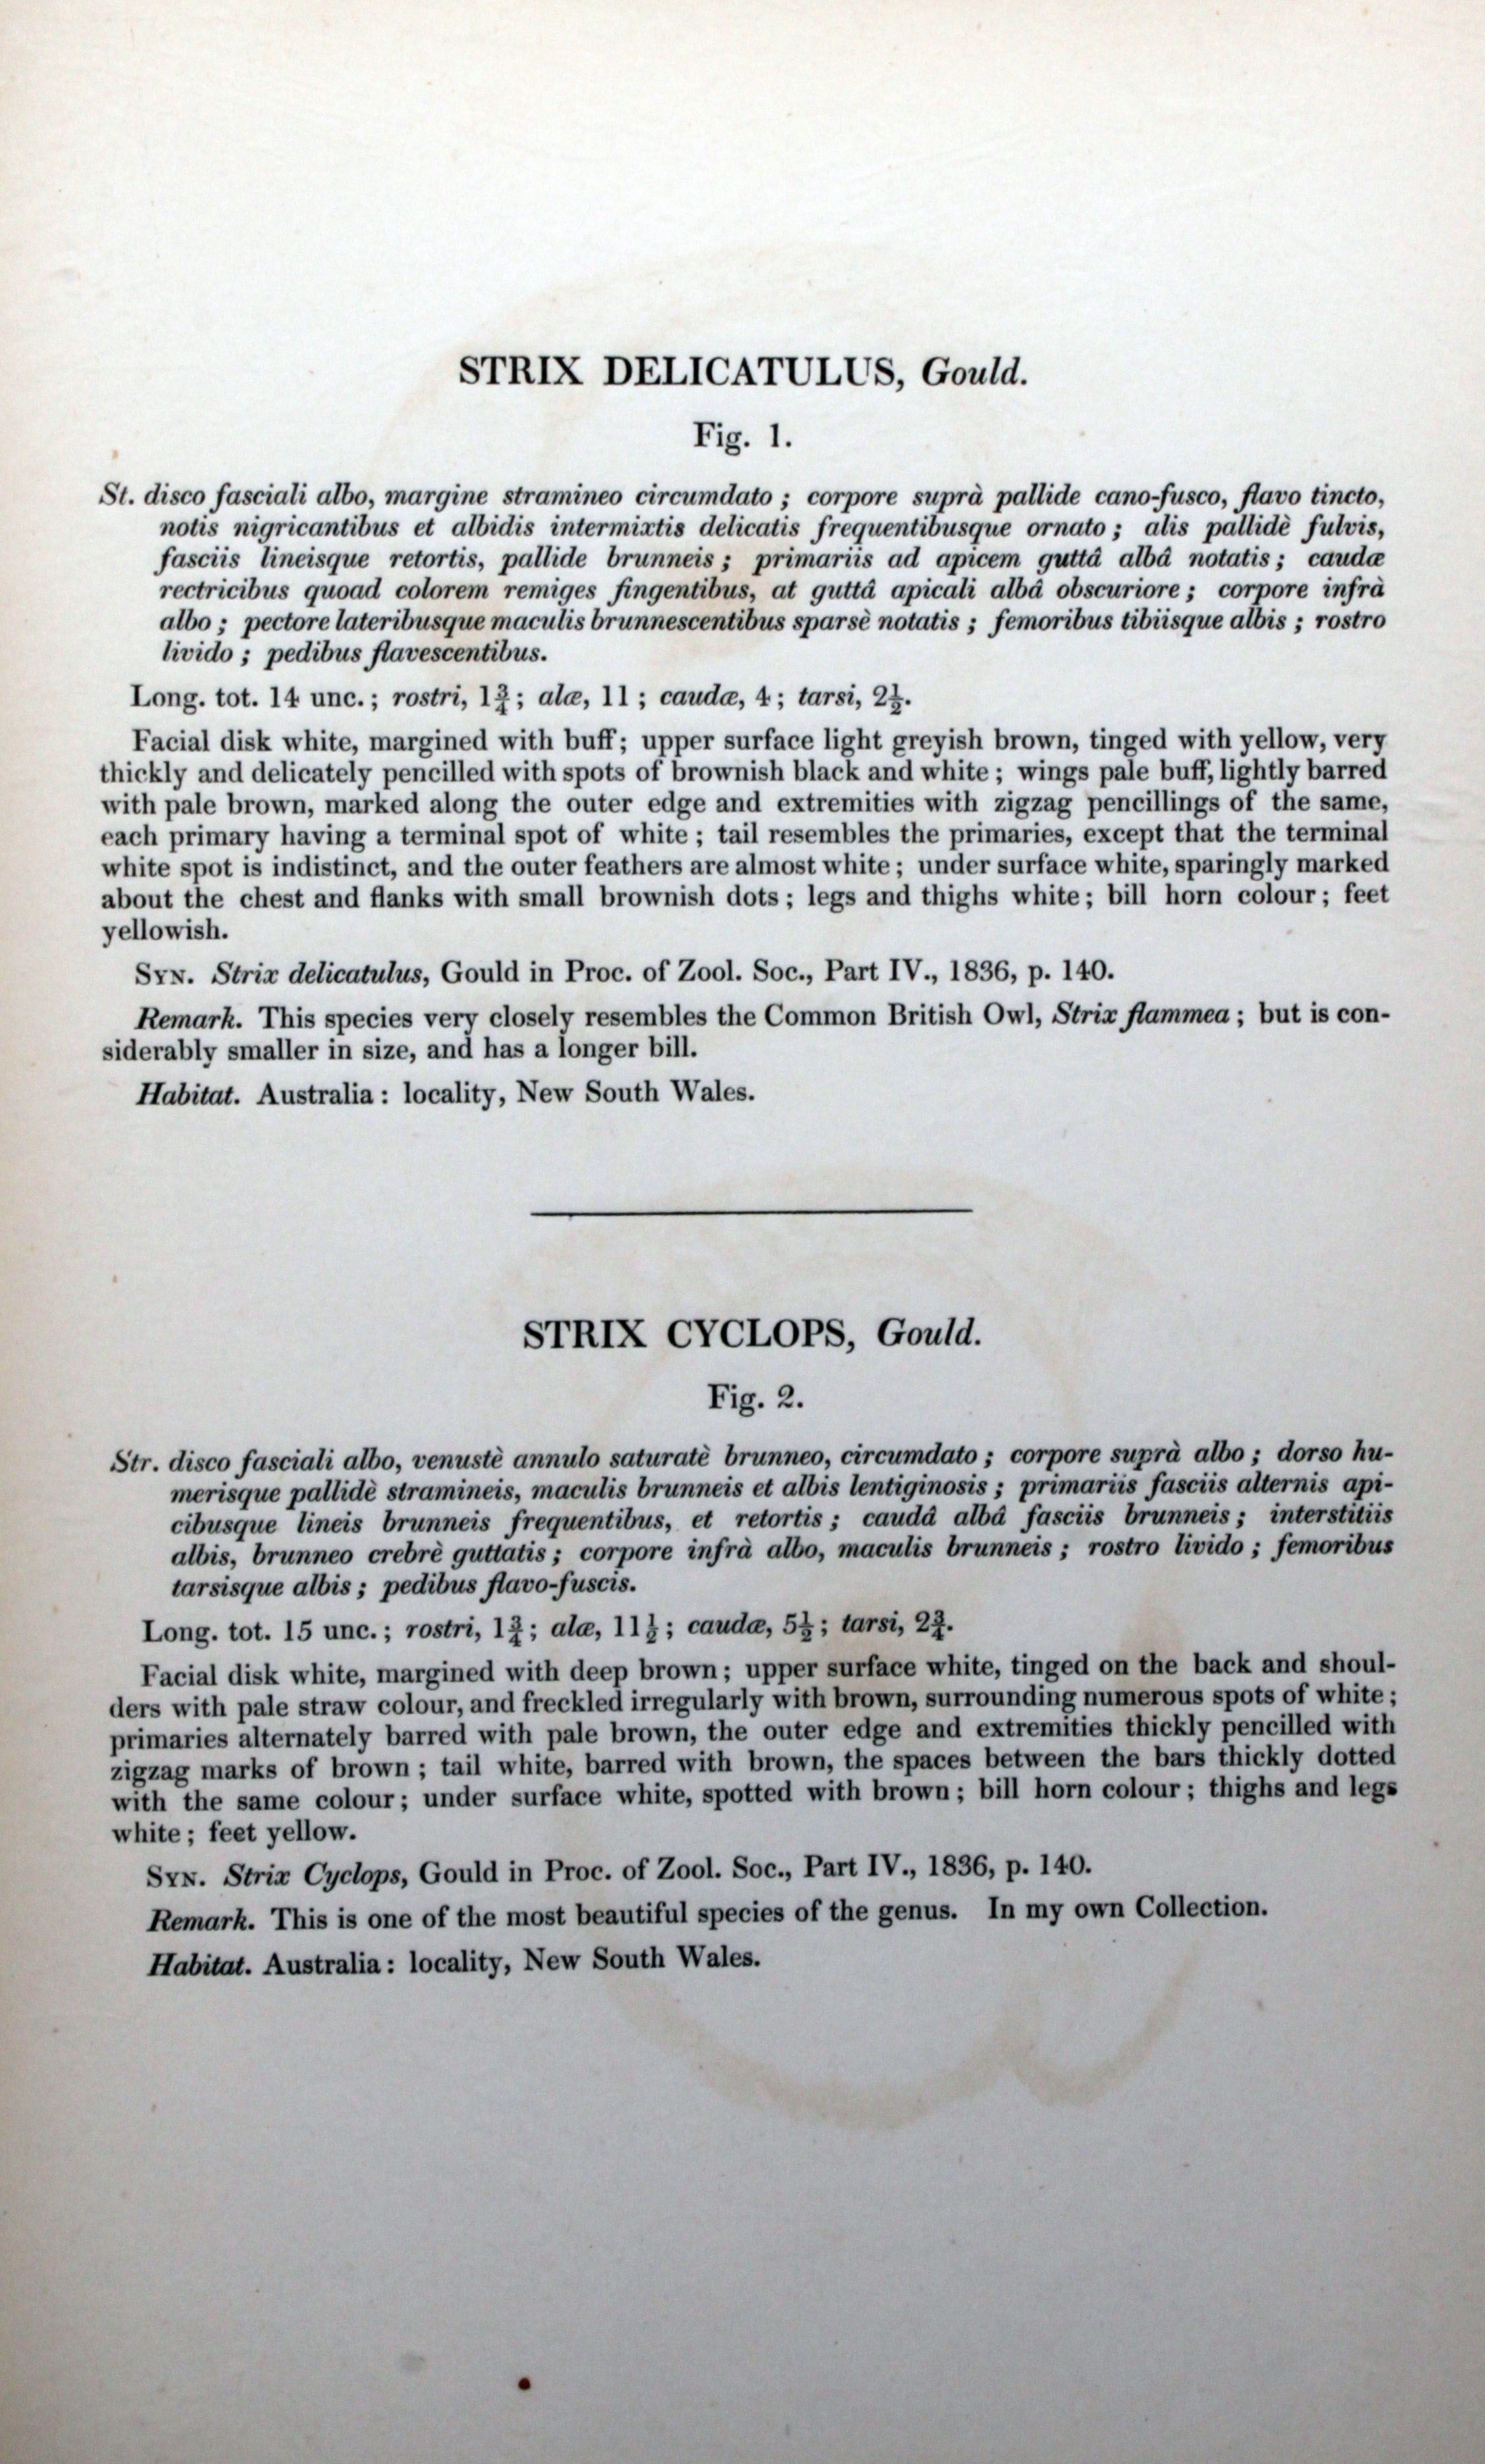 STRIX DELICATULUS, Gould.
Fig. 1.
St. disco fasciali albo, margine stramineo circumdato ; corpore suprà pallide cano-fusco, flavo tincto,
notis nigricantibus et albidis intermixtis delicatis frequentibusque ornato ; alis pallidè fulvis,
fasciis lineisque retortis, pallide brunneis ; primariis ad apicem guttâ albâ notatis ; caudæ
rectricibus quoad colorem remiges fingentibus, at guttâ apicali albâ obscuriore ; corpore infrà
albo ; pectore lateribusque maculis brunnescentibus sparsè notatis ; femoribus tibiisque albis ; rostro
livido ; pedibus flavescentibus.
Long. tot. 14 unc. ; rostri, ; alæ, 11 ; caudæ, 4 ; tarsi,
Facial disk white, margined with buff ; upper surface light greyish brown, tinged with yellow, very
thickly and delicately pencilled with spots of brownish black and white ; wings pale buff, lightly barred
with pale brown, marked along the outer edge and extremities with zigzag pencillings of the same,
each primary having a terminal spot of white ; tail resembles the primaries, except that the terminal
white spot is indistinct, and the outer feathers are almost white ; under surface white, sparingly marked
about the chest and flanks with small brownish dots ; legs and thighs white ; bill horn colour ; feet
yellowish.
SYN. Strix delicatulus, Gould in Proc. of Zool. Soc., Part IV., 1836, p. 140.
Remark. This species very closely resembles the Common British Owl, Strix flammea ; but is con-
siderably smaller in size, and has a longer bill.
Habitat. Australia : locality, New South Wales.
STRIX CYCLOPS, Gould.
Fig. 2.
Str. disco fasciali albo, venustè annulo saturatè brunneo, circumdato ; corpore suprà albo ; dorso hu-
merisque pallidè stramineis, maculis brunneis et albis lentiginosis ; primariis fasciis alternis api-
cibusque lineis brunneis frequentibus, et retortis ; caudâ albâ fasciis brunneis ; interstitiis
albis, brunneo crebrè guttatis ; corpore infrà albo, maculis brunneis ; rostro livido ; femoribus
tarsisque albis ; pedibus flavo-fuscis.
Long. tot. 15 unc. ; rostri, ; alæ, ; caudæ, ; tarsi,
Facial disk white, margined with deep brown ; upper surface white, tinged on the back and shoul-
ders with pale straw colour, and freckled irregularly with brown, surrounding numerous spots of white ;
primaries alternately barred with pale brown, the outer edge and extremities thickly pencilled with
zigzag marks of brown ; tail white, barred with brown, the spaces between the bars thickly dotted
with the same colour ; under surface white, spotted with brown ; bill horn colour ; thighs and legs
white ; feet yellow.
SYN. Strix Cyclops, Gould in Proc. of Zool. Soc., Part IV., 1836, p. 140.
Remark. This is one of the most beautiful species of the genus. In my own Collection.
Habitat. Australia : locality, New South Wales.